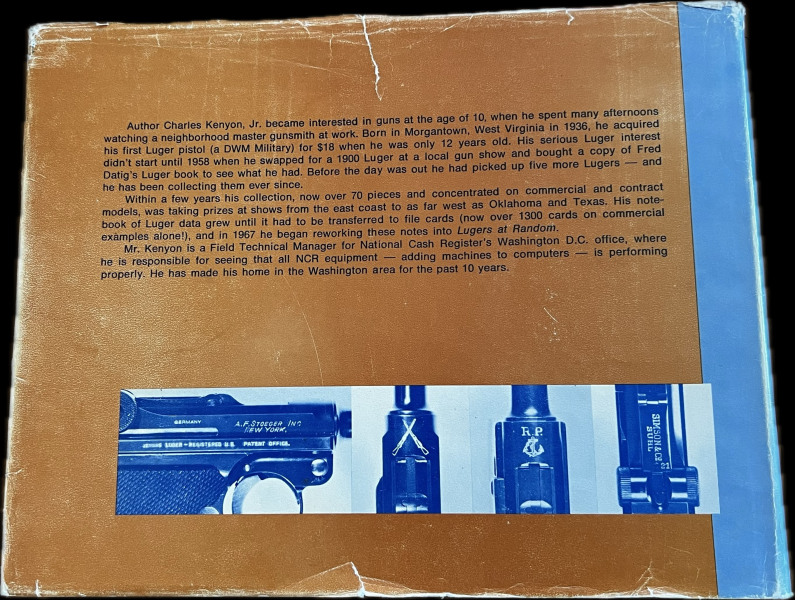 Author Charles Kenyon, Jr. became interested in guns at the age of 10, when he spent many afternoons
watching a neighborhood master gunsmith at work. Born in Morgantown, West Virginia in 1936, he acquired
his first Luger pistol (a DWM Military) for $18 when he was only 12 years old. His serious Luger interest
didn't start until 1958 when he swapped for a 1900 Luger at a local gun show and bought a copy of Fred
Datig's Luger book to see what he had. Before the day was out he had picked up five more Lugers — and
he has been collecting them ever since.
Within a few years his collection, now over 70 pieces and concentrated on commercial and contract
models, was taking prizes at shows from the east coast to as far west as Oklahoma and Texas. His note-
book of Luger data grew until it had to be transferred to file cards (now over 1300 cards on commercial
examples alone!), and in 1967 he began reworking these notes into Lugers at Random.
Mr. Kenyon is a Field Technical Manager for National Cash Register's Washington D.C. office, where
he is responsible for seeing that all NCR equipment — adding machines to computers — is performing
properly. He has made his home in the Washington area for the past 10 years.
GERMANY
A.F. STOEGER INC.
NEW YORK.
LUGER - REGISTERED U.S. PATENT OFFICE.
R.P.
SIMSON & CO.
SUHL